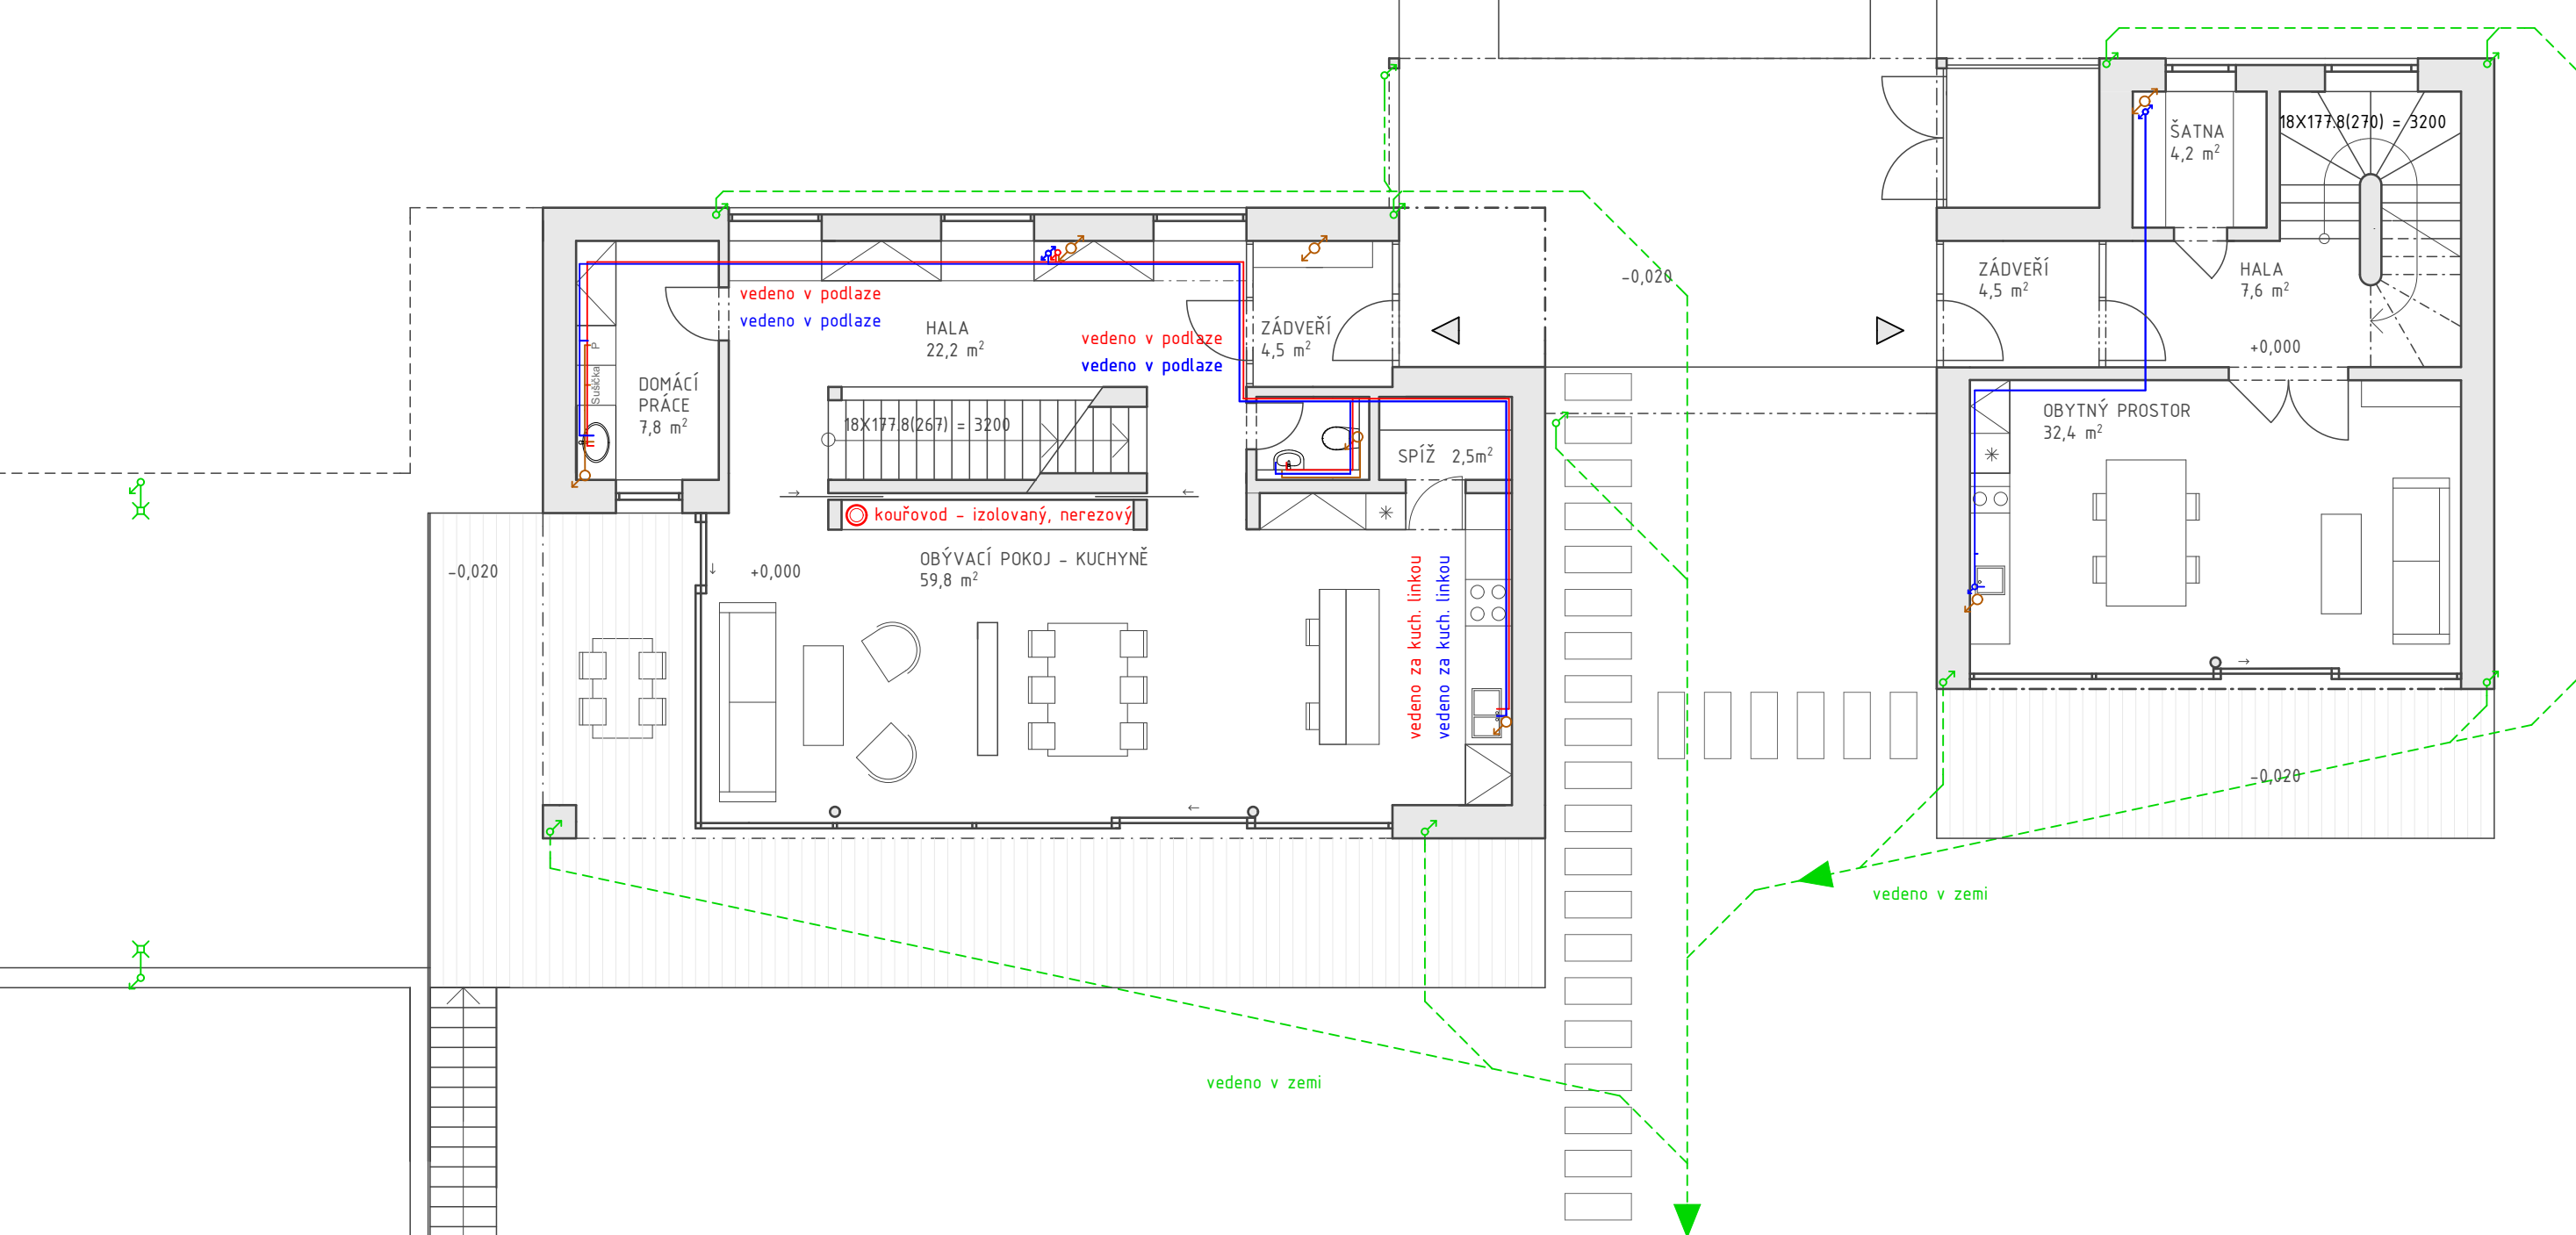 18X177.8(270) = 3200
ŠATNA
4,2 m²
-0,020
ZÁDVEŘÍ
4,5 m²
HALA
7,6 m²
+0,000
vedeno v podlaze
vedeno v podlaze
HALA
22,2 m²
vedeno v podlaze
vedeno v podlaze
ZÁDVEŘÍ
4,5 m²
P
Sušička
DOMÁCÍ
PRÁCE
7,8 m²
18X177.8(267) = 3200
SPÍŽ 2,5m²
OBYTNÝ PROSTOR
32,4 m²
kouřovod - izolovaný, nerezový
-0,020
+0,000
OBÝVACÍ POKOJ - KUCHYNĚ
59,8 m²
vedeno za kuch. linkou
vedeno za kuch. linkou
-0,020
vedeno v zemi
vedeno v zemi